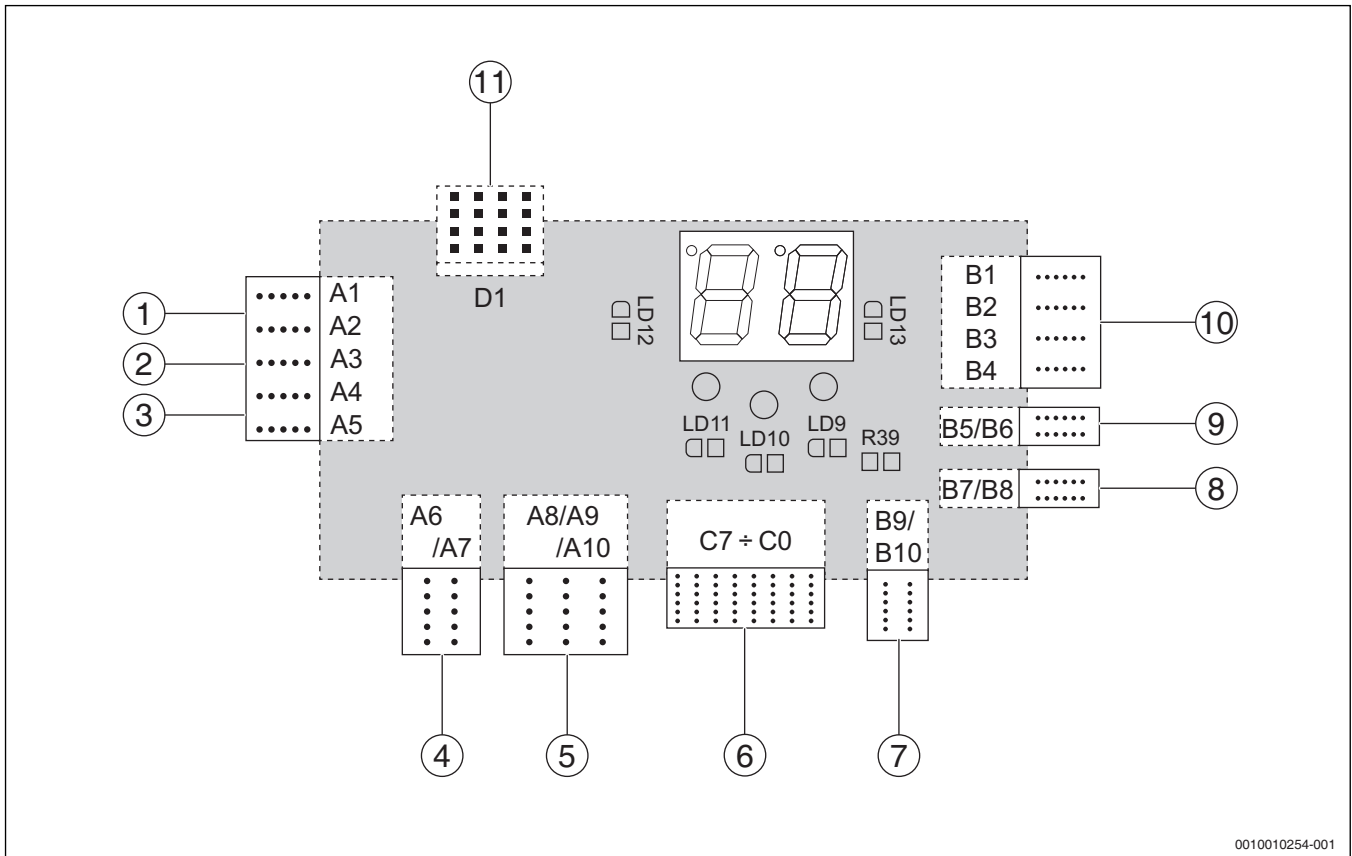 11
D1
A1
A2
A3
A4
A5
1
2
3
LD12
LD13
LD11
LD10
LD9
R39
B1
B2
B3
B4
10
B5/B6
9
B7/B8
8
A6
/A7
A8/A9
/A10
C7 ÷ C0
B9/
B10
4
5
6
7
0010010254-001